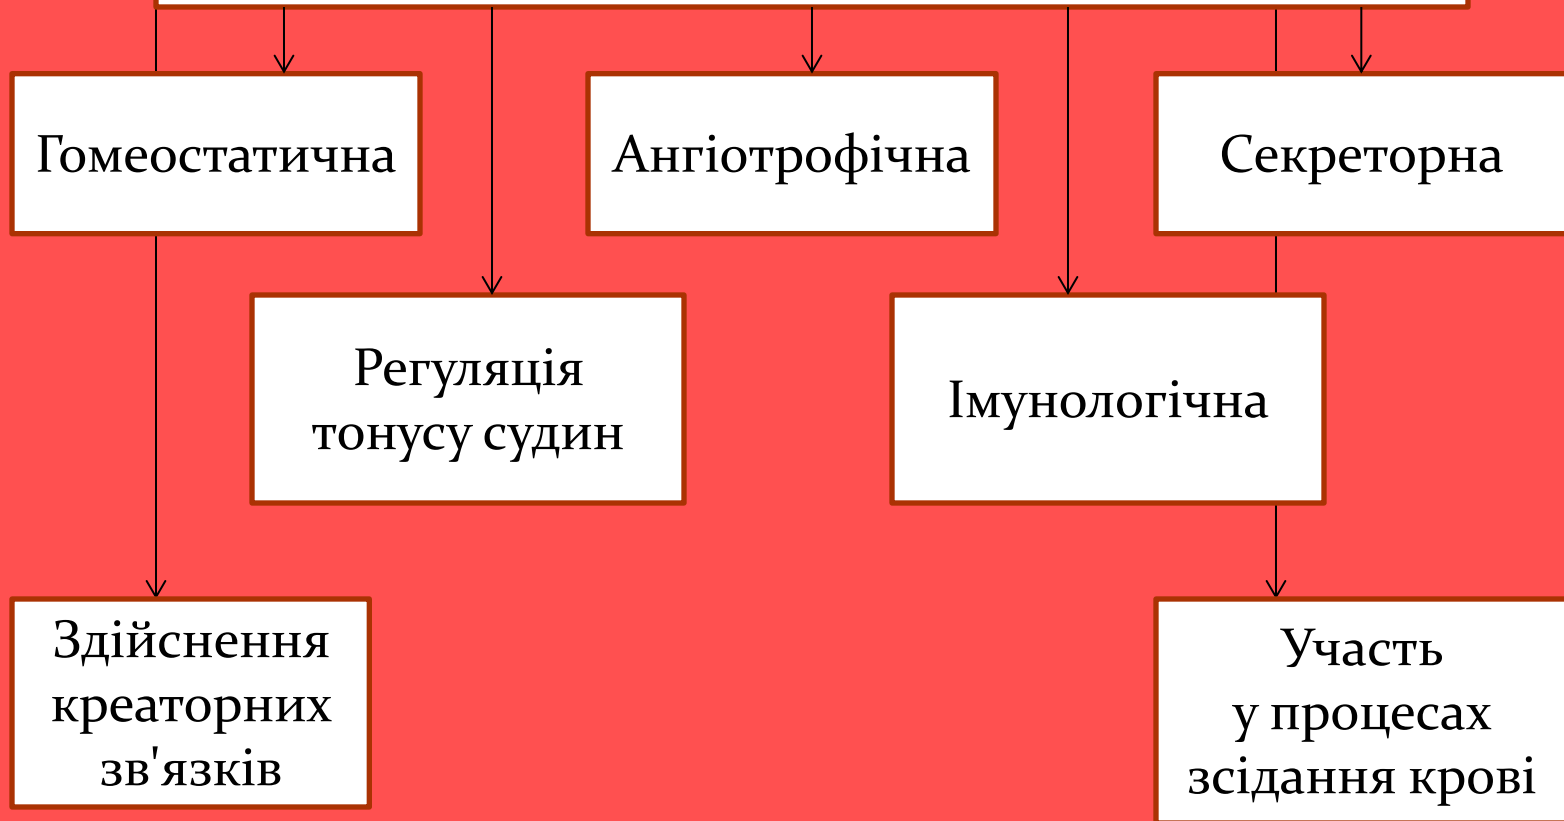 Гомеостатична
Ангіотрофічна
Секреторна
Регуляція
тонусу судин
Імунологічна
Здійснення
креаторних
зв'язків
Участь
у процесах
зсідання крові